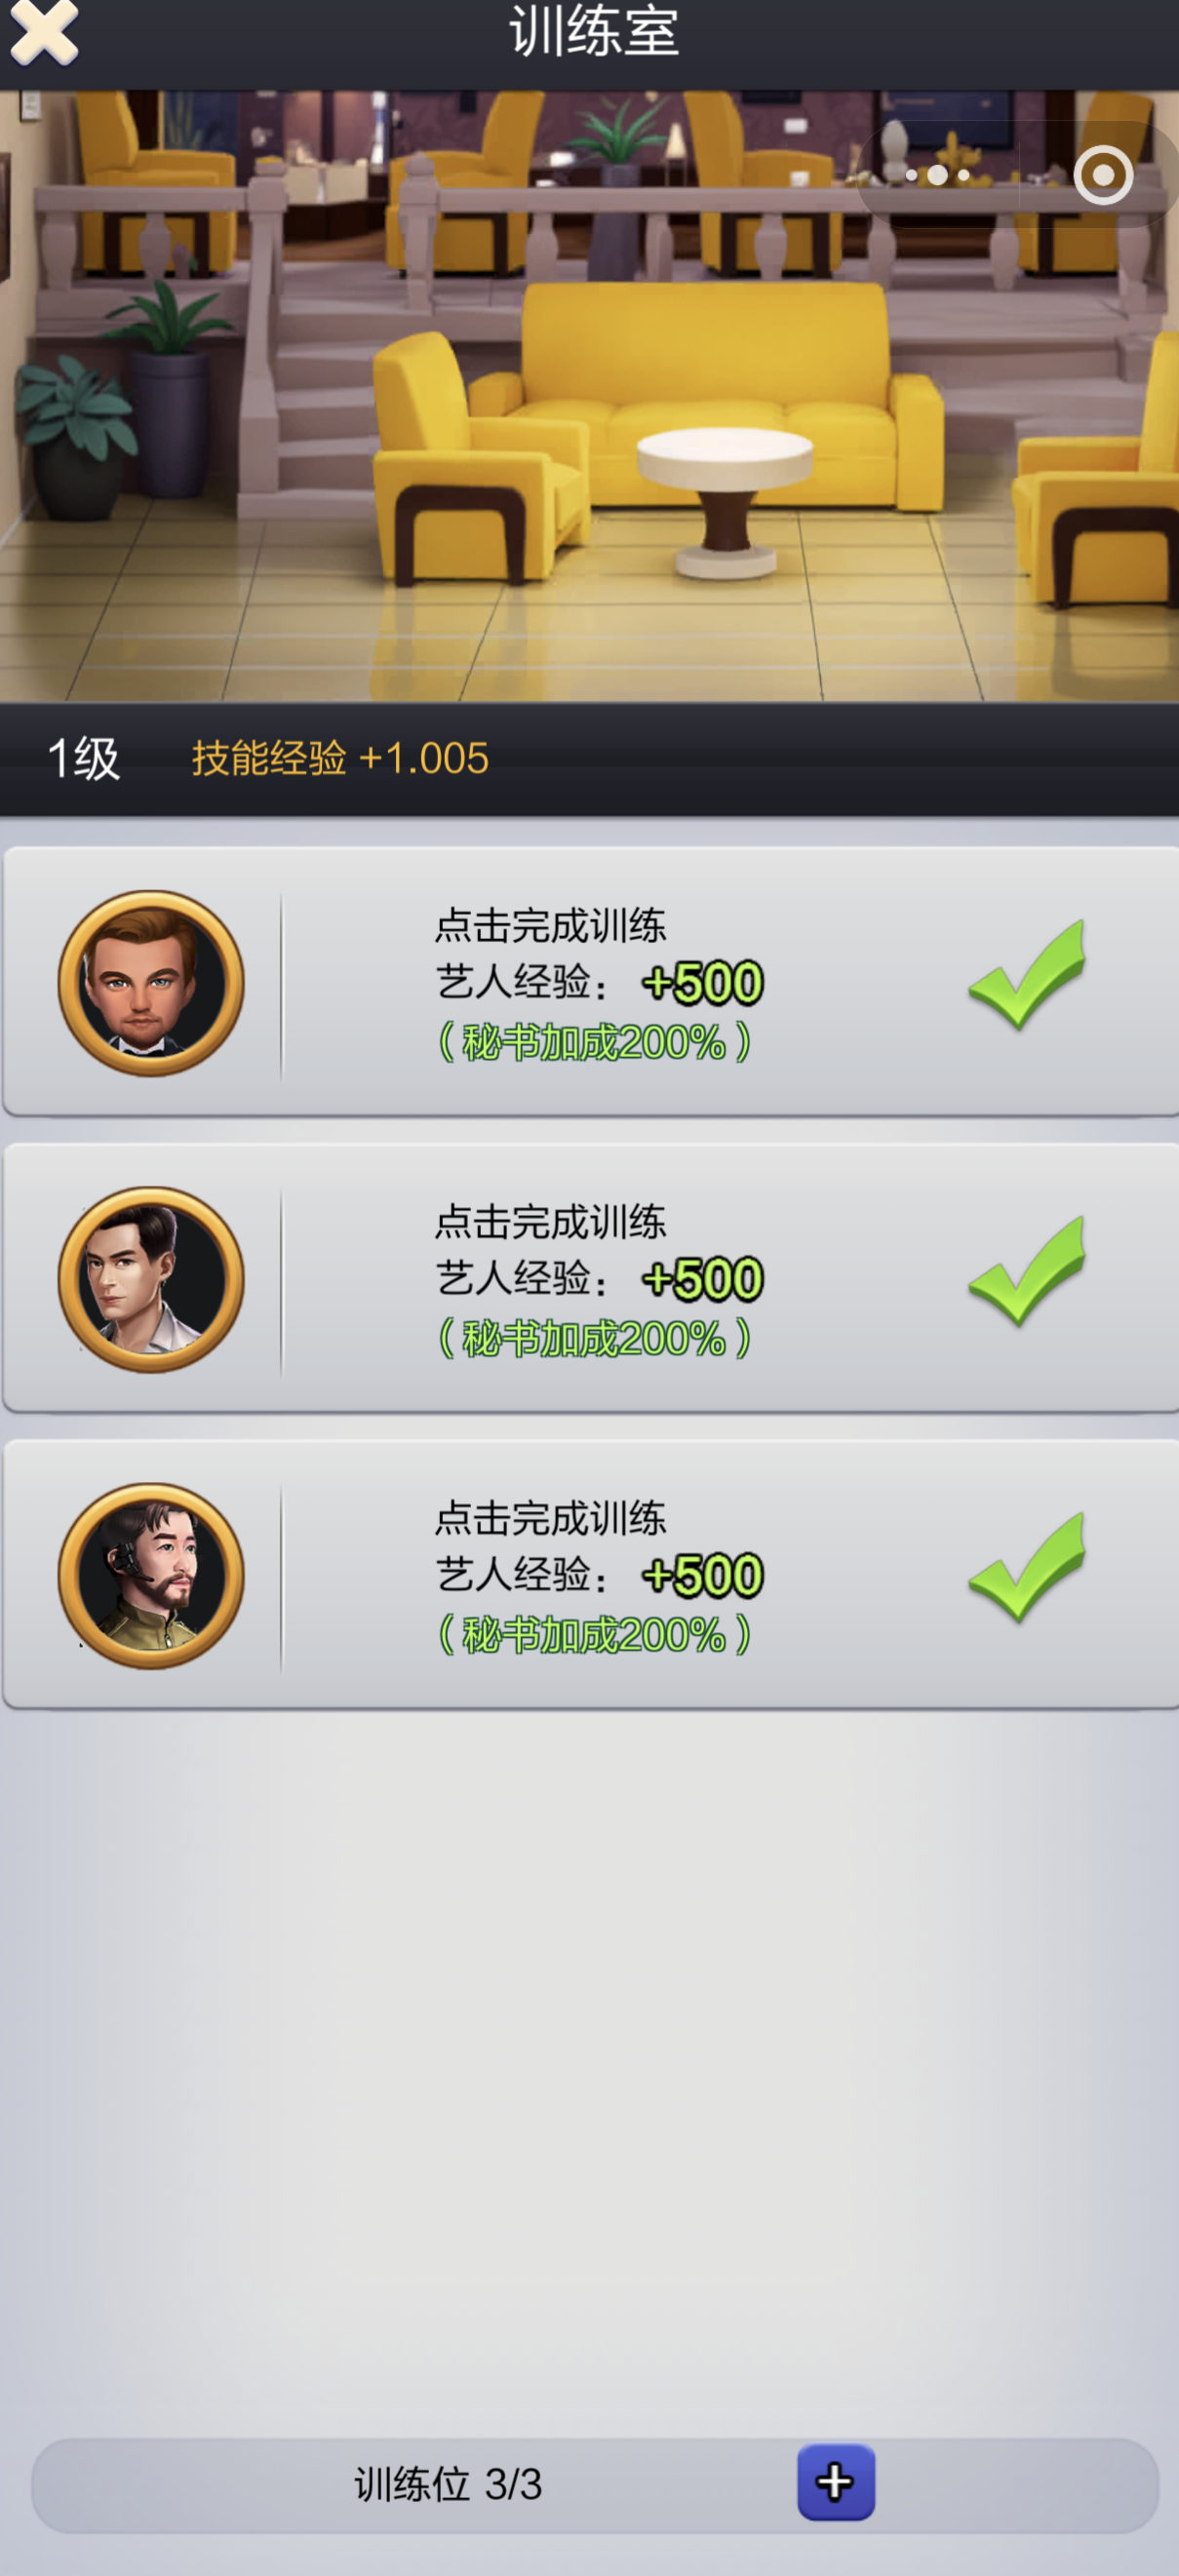 训练室
1级 技能经验 +1.005
点击完成训练
艺人经验： +500
（秘书加成200%）
点击完成训练
艺人经验： +500
（秘书加成200%）
点击完成训练
艺人经验： +500
（秘书加成200%）
训练位 3/3